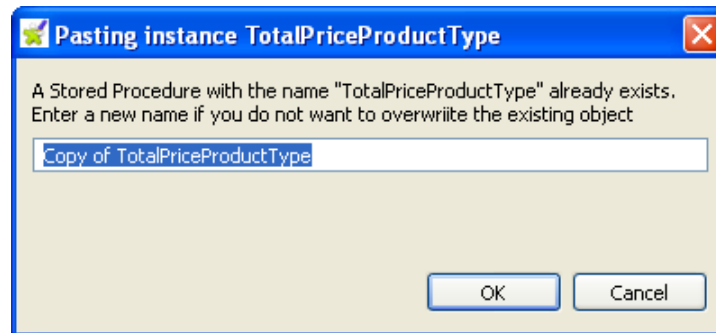 Pasting instance TotalPriceProductType
A Stored Procedure with the name "TotalPriceProductType" already exists.
Enter a new name if you do not want to overwriite the existing object
Copy of TotalPriceProductType
OK Cancel